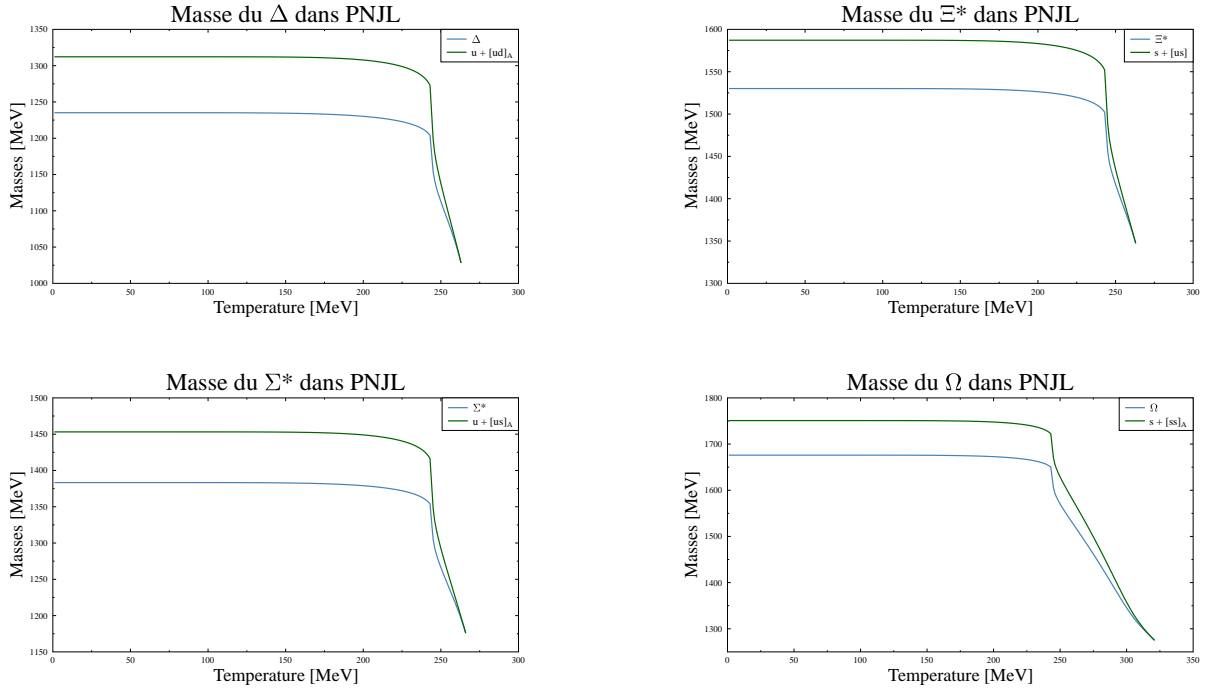 Masse du Δ dans PNJL
1350
1300
1250
1200
1150
1100
1050
1000
Masses [MeV]
Δ
u + [ud]A
0
50
100
150
200
250
300
Temperature [MeV]
Masse du Ξ* dans PNJL
1600
1550
1500
1450
1400
1350
1300
Masses [MeV]
Ξ*
s + [us]
0
50
100
150
200
250
300
Temperature [MeV]
Masse du Σ* dans PNJL
1500
1450
1400
1350
1300
1250
1200
1150
Masses [MeV]
Σ*
u + [us]A
0
50
100
150
200
250
300
Temperature [MeV]
Masse du Ω dans PNJL
1800
1700
1600
1500
1400
1300
Masses [MeV]
Ω
s + [ss]A
0
50
100
150
200
250
300
350
Temperature [MeV]